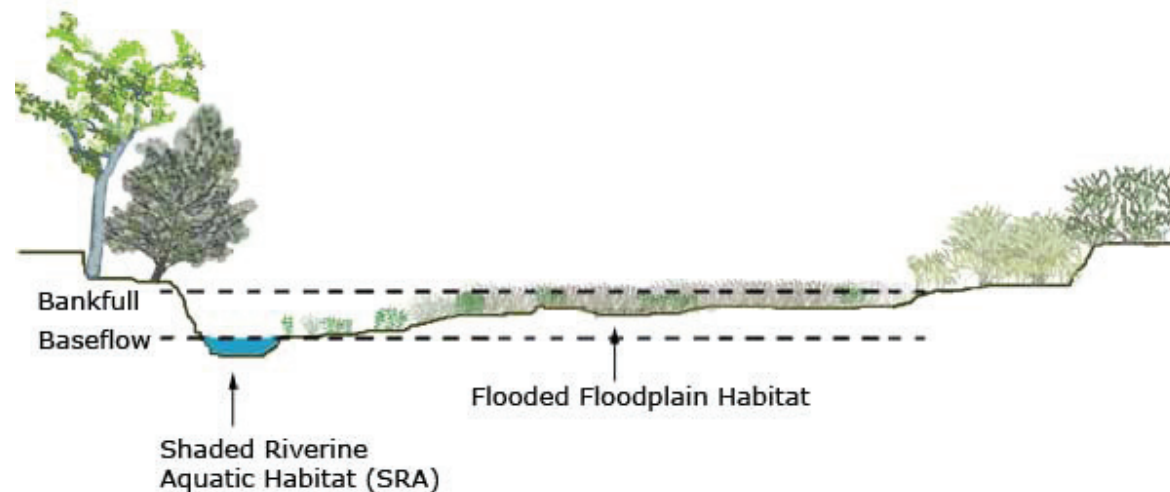 Bankfull
Baseflow
Flooded Floodplain Habitat
Shaded Riverine
Aquatic Habitat (SRA)